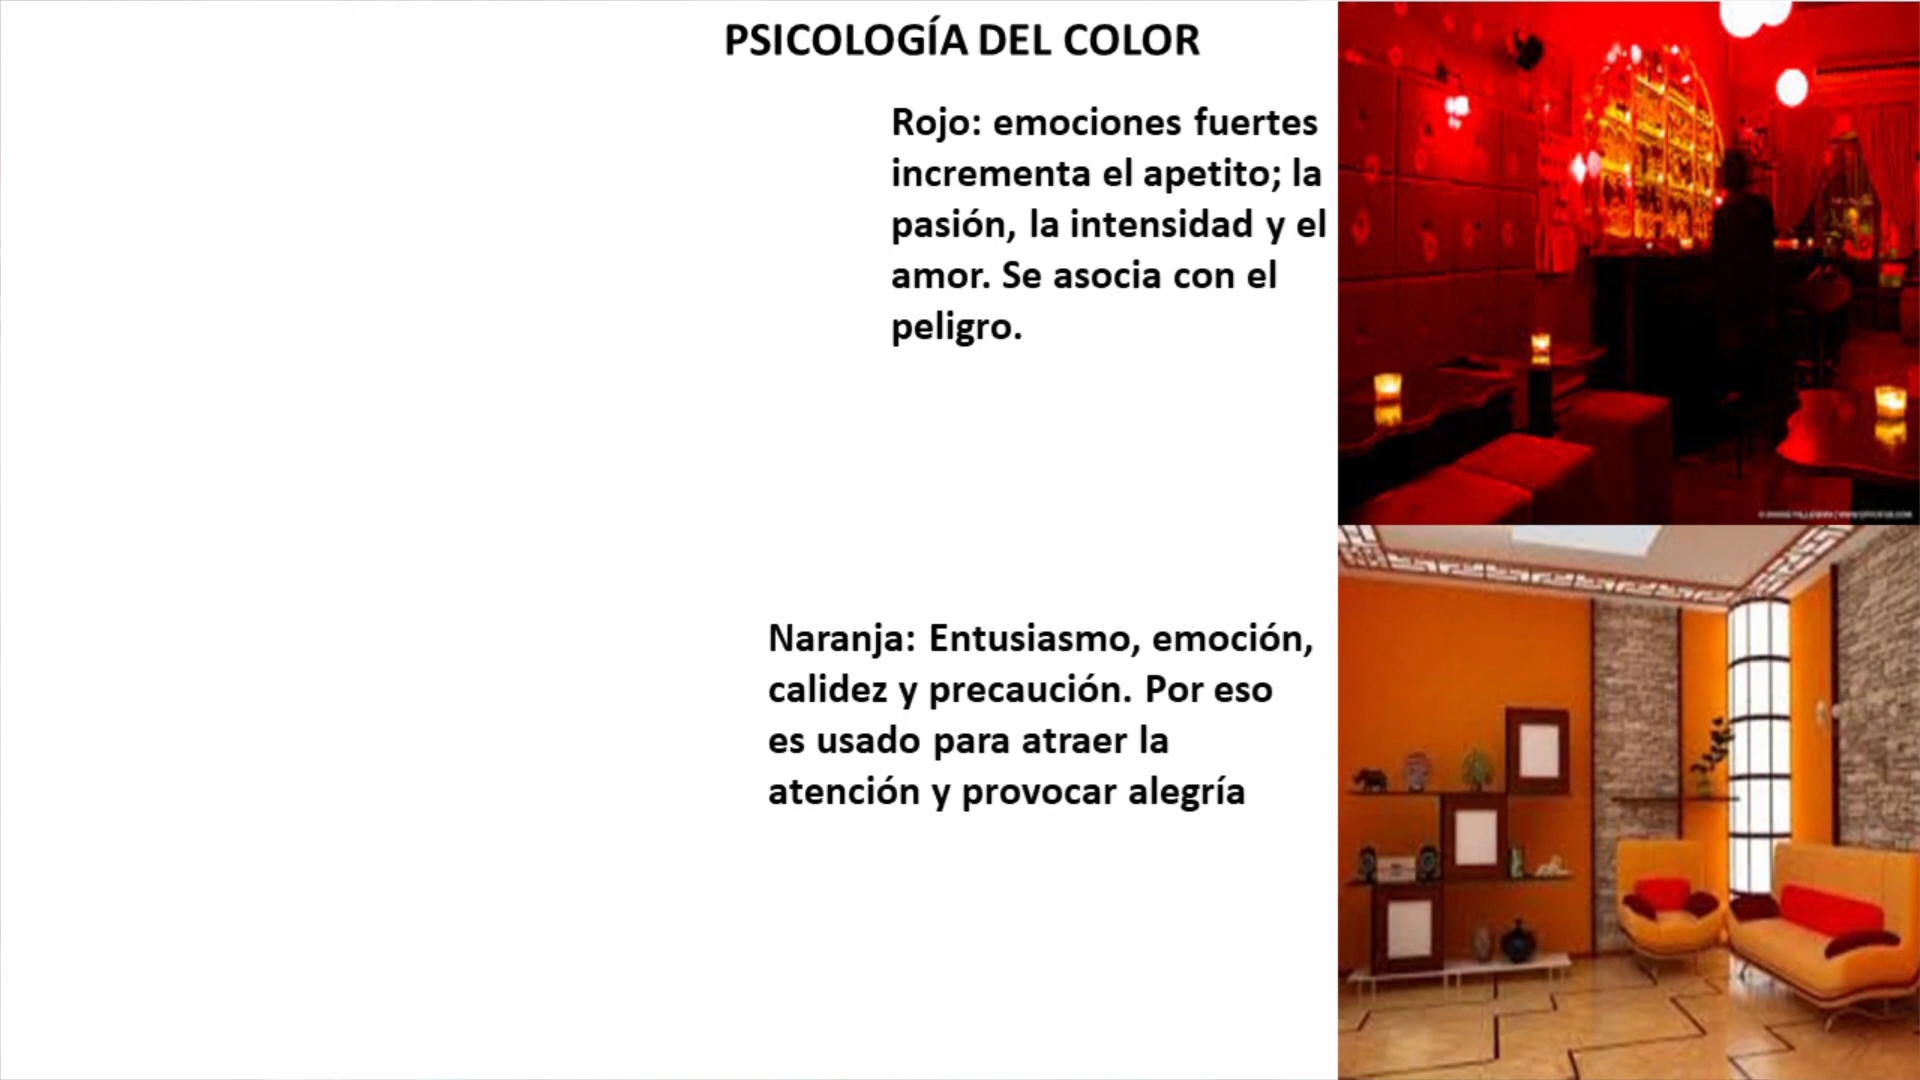 PSICOLOGÍA DEL COLOR
Rojo: emociones fuertes
incrementa el apetito; la
pasión, la intensidad y el
amor. Se asocia con el
peligro.
Naranja: Entusiasmo, emoción,
calidez y precaución. Por eso
es usado para atraer la
atención y provocar alegría